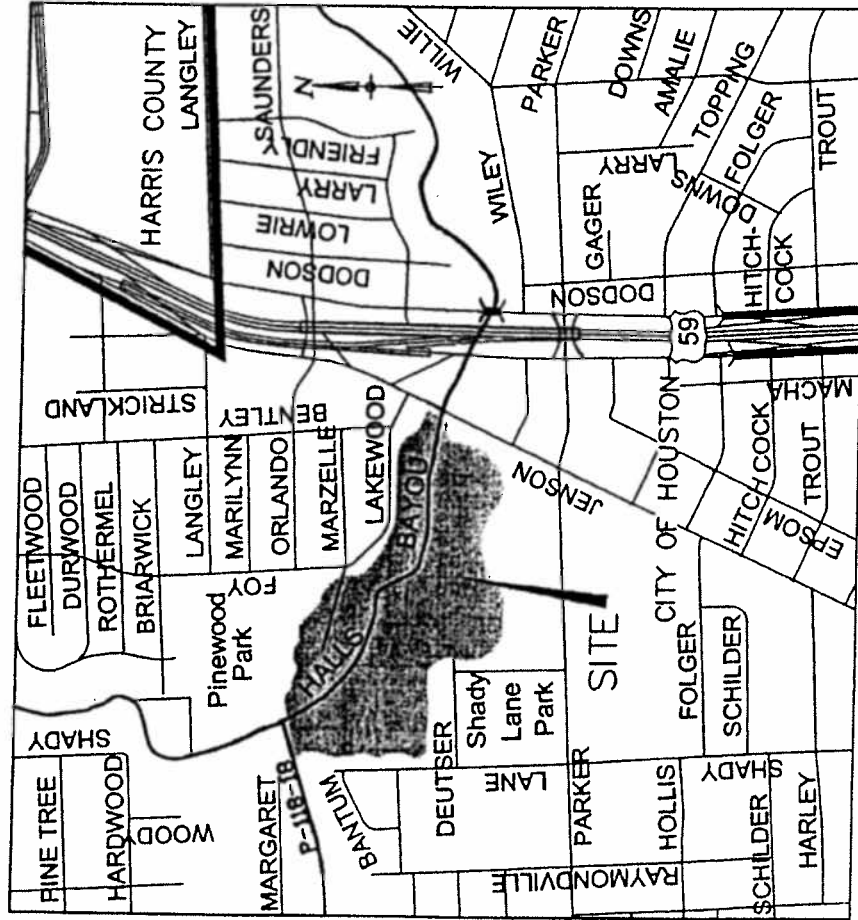 HARRIS COUNTY
LANGLEY
SAUNDERS
N
WILLIE
PARKER
DOWNS
AMALIE
TOPPING
FOLGER
TROUT
FRIENDLY
LARRY
LOWRIE
DODSON
WILEY
LARRY
DOWNS
GAGER
DODSON
HITCH-
COCK
59
STRICKLAND
BENTLEY
MACHA
FLEETWOOD
DURWOOD
ROTHERMEL
BRIARWICK
LANGLEY
MARILYNN
ORLANDO
MARZELLE
LAKEWOOD
FOY
Pinewood
Park
HALLS BAYOU
JENSON
CITY OF HOUSTON
HITCHCOCK
TROUT
EPSOM
SITE
FOLGER
SCHILDER
SHADY
Shady
Lane
Park
DEUTSER
LANE
PINE TREE
HARDWOOD
WOODY
MARGARET
P-118-18
BANTUM
PARKER
HOLLIS
SHADY
SCHILDER
HARLEY
RAYMONDVILLE